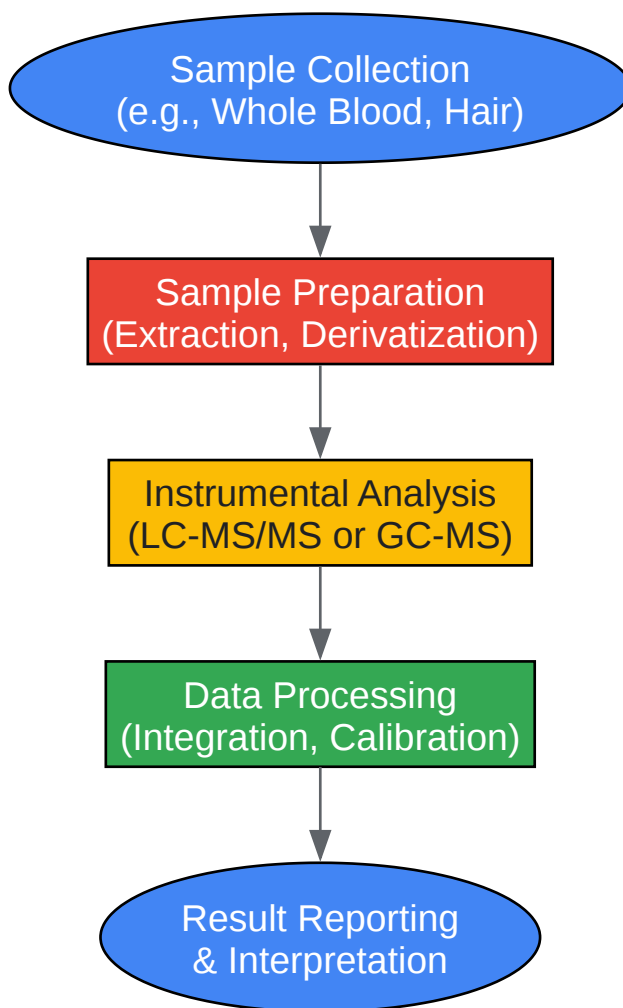 Sample Collection
(e.g., Whole Blood, Hair)
Sample Preparation
(Extraction, Derivatization)
Instrumental Analysis
(LC-MS/MS or GC-MS)
Data Processing
(Integration, Calibration)
Result Reporting
& Interpretation